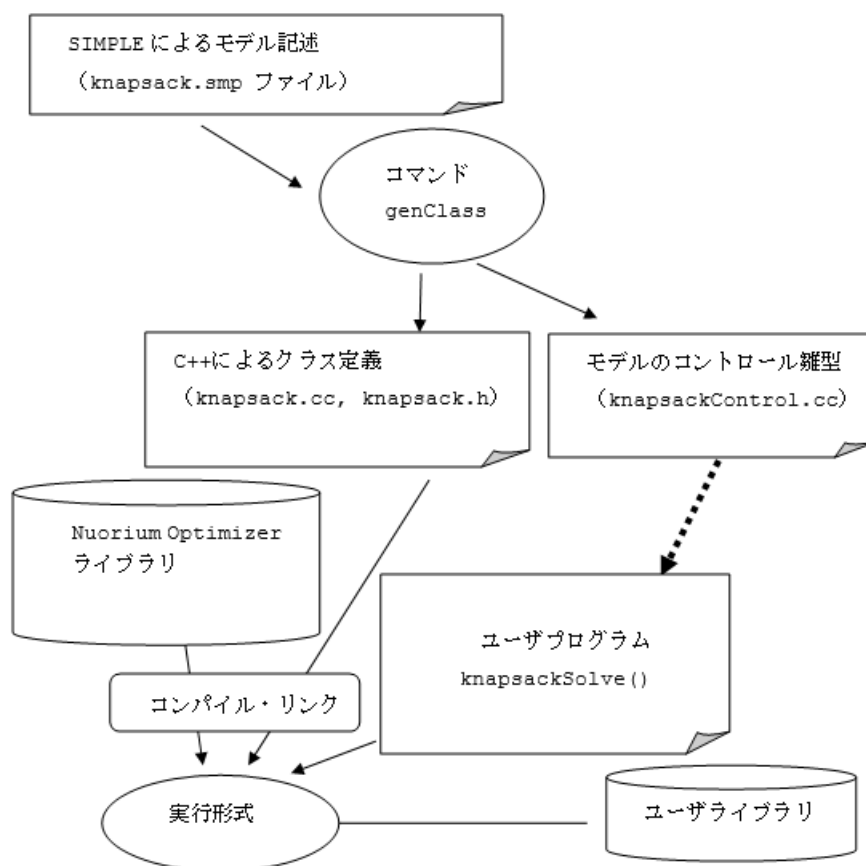 SIMPLE によるモデル記述
（knapsack.smp ファイル）
コマンド
genClass
C++によるクラス定義
（knapsack.cc, knapsack.h）
モデルのコントロール雛型
（knapsackControl.cc）
Nuorium Optimizer
ライブラリ
ユーザプログラム
knapsackSolve()
コンパイル・リンク
実行形式
ユーザライブラリ